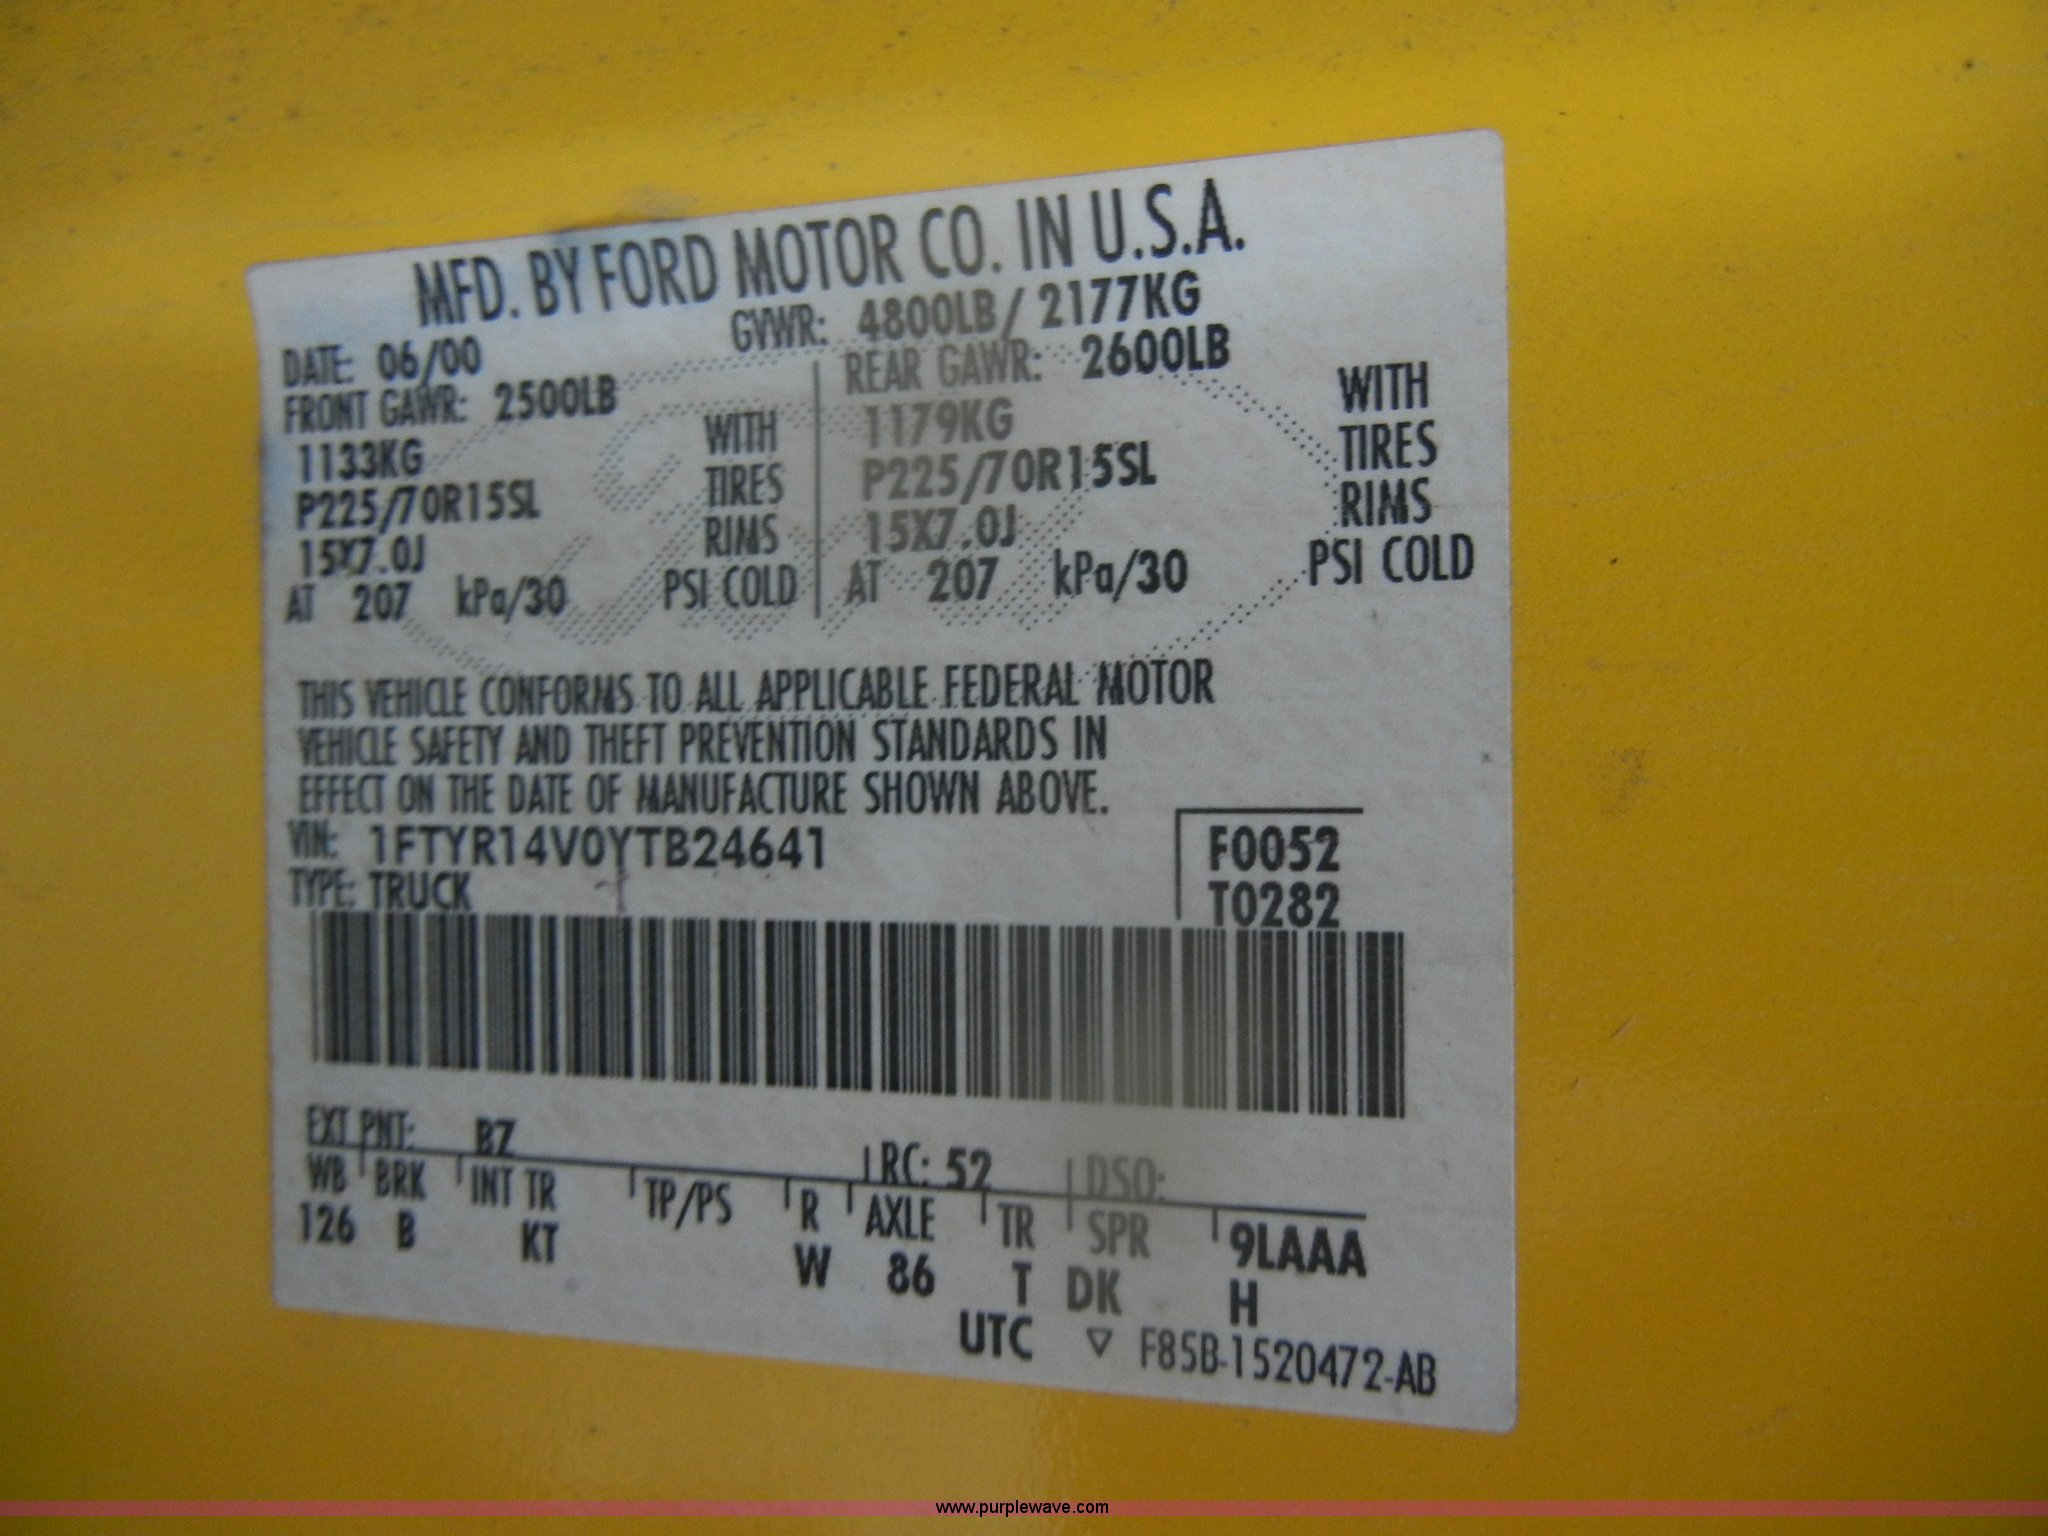 MFD. BY FORD MOTOR CO. IN U.S.A.
DATE: 06/00 GVWR: 4800LB/ 2177KG
FRONT GAWR: 2500LB REAR GAWR: 2600LB
1133KG WITH 1179KG WITH
P225/70R15SL TIRES P225/70R15SL TIRES
15X7.0J RIMS 15X7.0J RIMS
AT 207 kPa/30 PSI COLD AT 207 kPa/30 PSI COLD
THIS VEHICLE CONFORMS TO ALL APPLICABLE FEDERAL MOTOR
VEHICLE SAFETY AND THEFT PREVENTION STANDARDS IN
EFFECT ON THE DATE OF MANUFACTURE SHOWN ABOVE.
VIN: 1FTYR14V0YTB24641 F0052
TYPE: TRUCK T0282
EXT PNT: BZ RC: 52 DSO:
WB BRK INT TR TP/PS R AXLE TR SPR 9LAAA
126 B KT W 86 T DK H
UTC ▽ F85B-1520472-AB
www.purplewave.com